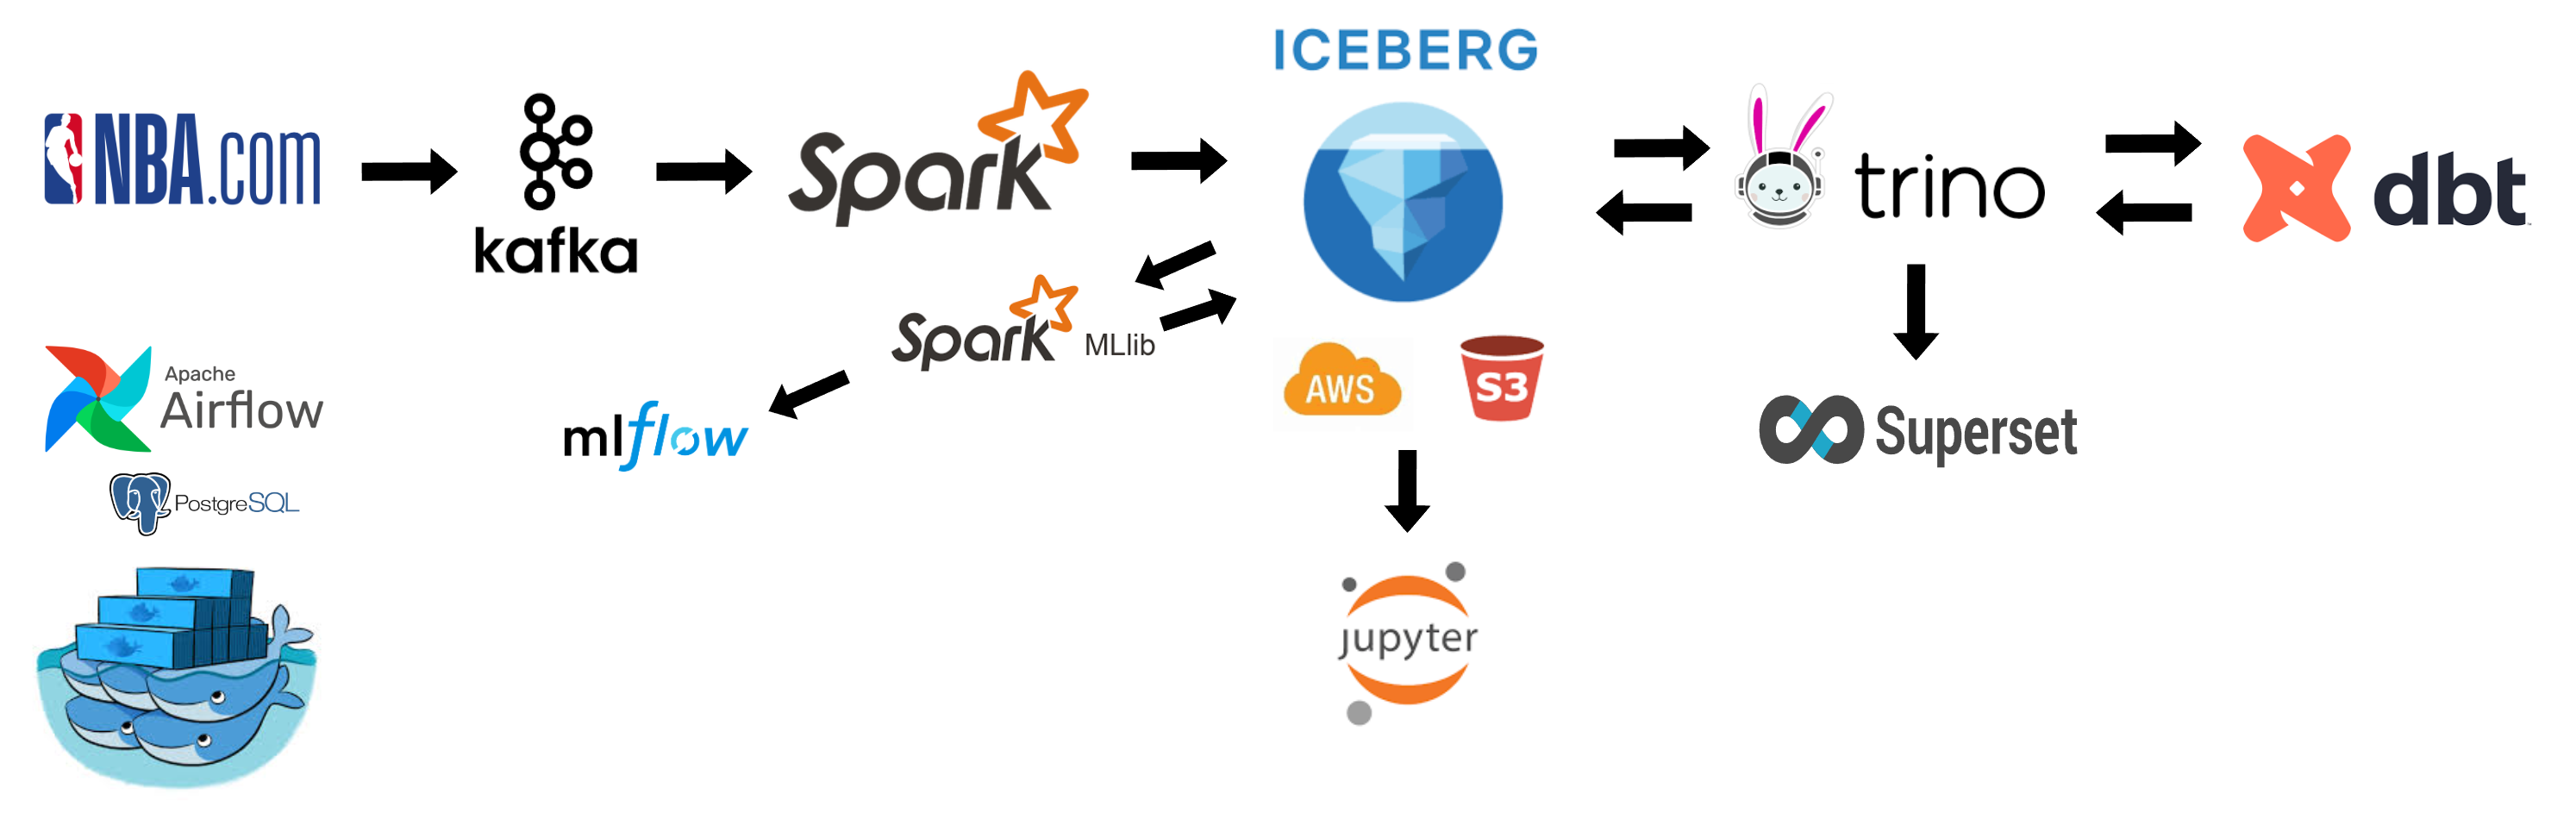 ICEBERG
NBA.com
kafka
Spark
trino
dbt
Spark MLlib
Apache
Airflow
mlflow
AWS
S3
Superset
PostgreSQL
jupyter